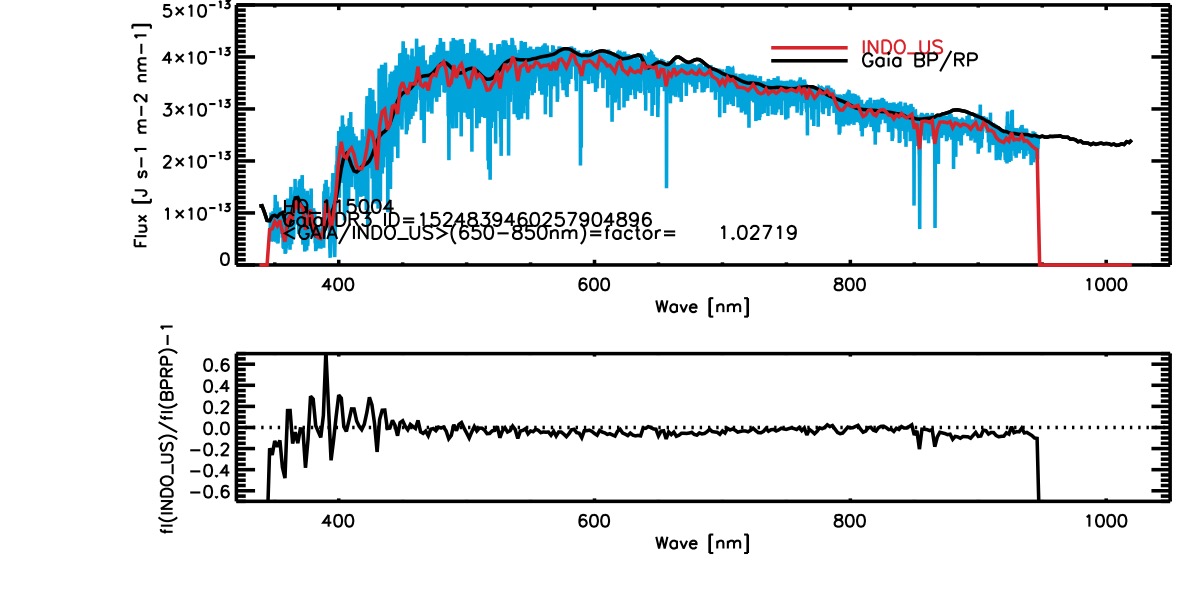 5×10−13
4×10−13
3×10−13
2×10−13
1×10−13
0
Flux [J s−1 m−2 nm−1]
INDO_US
Gaia BP/RP
HD 115004
Gaia DR3 ID=1524839460257904896
<GAIA/INDO_US>(650−850nm)=factor= 1.02719
400 600 800 1000
Wave [nm]
0.6
0.4
0.2
0.0
−0.2
−0.4
−0.6
fl(INDO_US)/fl(BPRP)−1
400 600 800 1000
Wave [nm]